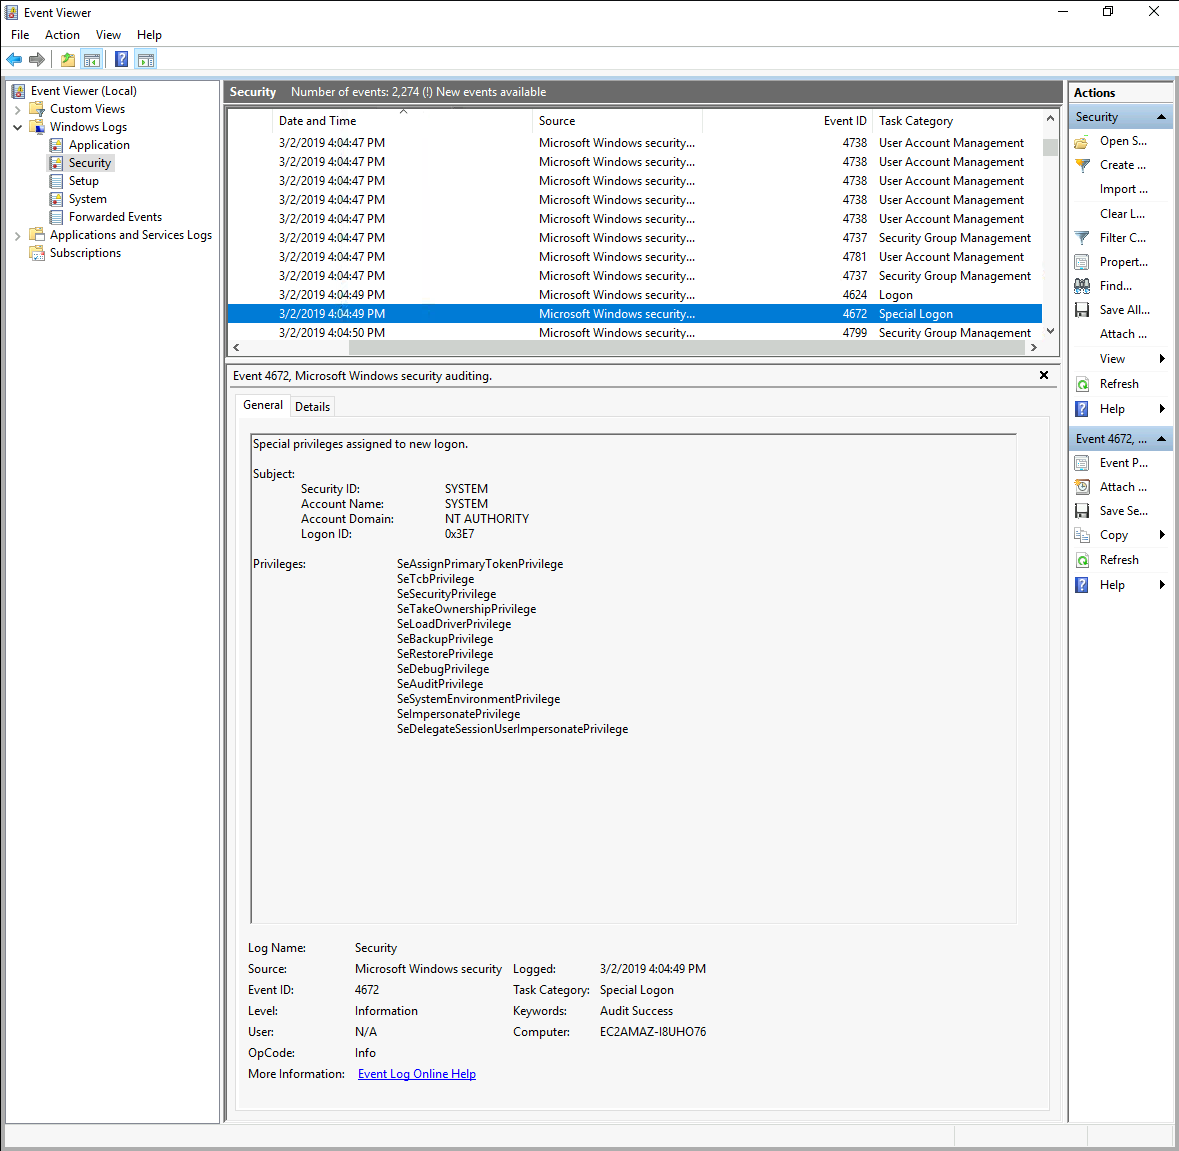 Event Viewer
File Action View Help
Event Viewer (Local)
Custom Views
Windows Logs
Application
Security
Setup
System
Forwarded Events
Applications and Services Logs
Subscriptions
Security Number of events: 2,274 (!) New events available
Date and Time Source Event ID Task Category
3/2/2019 4:04:47 PM Microsoft Windows security... 4738 User Account Management
3/2/2019 4:04:47 PM Microsoft Windows security... 4738 User Account Management
3/2/2019 4:04:47 PM Microsoft Windows security... 4738 User Account Management
3/2/2019 4:04:47 PM Microsoft Windows security... 4738 User Account Management
3/2/2019 4:04:47 PM Microsoft Windows security... 4738 User Account Management
3/2/2019 4:04:47 PM Microsoft Windows security... 4737 Security Group Management
3/2/2019 4:04:47 PM Microsoft Windows security... 4781 User Account Management
3/2/2019 4:04:47 PM Microsoft Windows security... 4737 Security Group Management
3/2/2019 4:04:49 PM Microsoft Windows security... 4624 Logon
3/2/2019 4:04:49 PM Microsoft Windows security... 4672 Special Logon
3/2/2019 4:04:50 PM Microsoft Windows security... 4799 Security Group Management
Event 4672, Microsoft Windows security auditing.
General Details
Special privileges assigned to new logon.
Subject:
Security ID: SYSTEM
Account Name: SYSTEM
Account Domain: NT AUTHORITY
Logon ID: 0x3E7
Privileges: SeAssignPrimaryTokenPrivilege
SeTcbPrivilege
SeSecurityPrivilege
SeTakeOwnershipPrivilege
SeLoadDriverPrivilege
SeBackupPrivilege
SeRestorePrivilege
SeDebugPrivilege
SeAuditPrivilege
SeSystemEnvironmentPrivilege
SeImpersonatePrivilege
SeDelegateSessionUserImpersonatePrivilege
Log Name: Security
Source: Microsoft Windows security Logged: 3/2/2019 4:04:49 PM
Event ID: 4672 Task Category: Special Logon
Level: Information Keywords: Audit Success
User: N/A Computer: EC2AMAZ-I8UHO76
OpCode: Info
More Information: Event Log Online Help
Actions
Security
Open S...
Create ...
Import ...
Clear L...
Filter C...
Propert...
Find...
Save All...
Attach ...
View
Refresh
Help
Event 4672, ...
Event P...
Attach ...
Save Se...
Copy
Refresh
Help